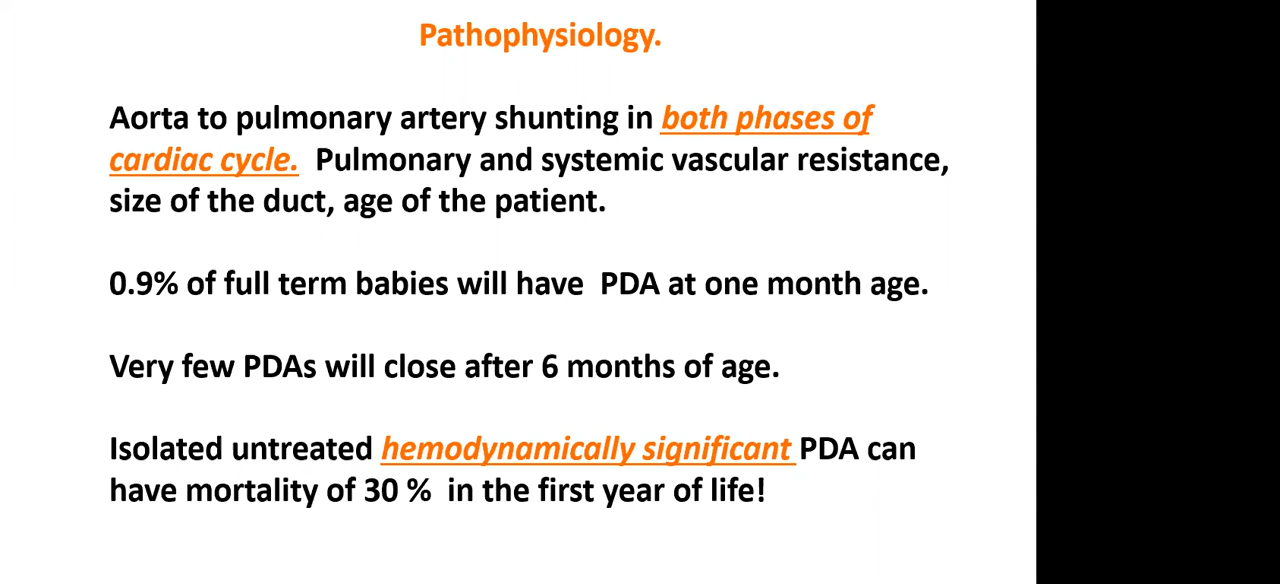 Pathophysiology.
Aorta to pulmonary artery shunting in both phases of
cardiac cycle. Pulmonary and systemic vascular resistance,
size of the duct, age of the patient.
0.9% of full term babies will have PDA at one month age.
Very few PDAs will close after 6 months of age.
Isolated untreated hemodynamically significant PDA can
have mortality of 30 % in the first year of life!